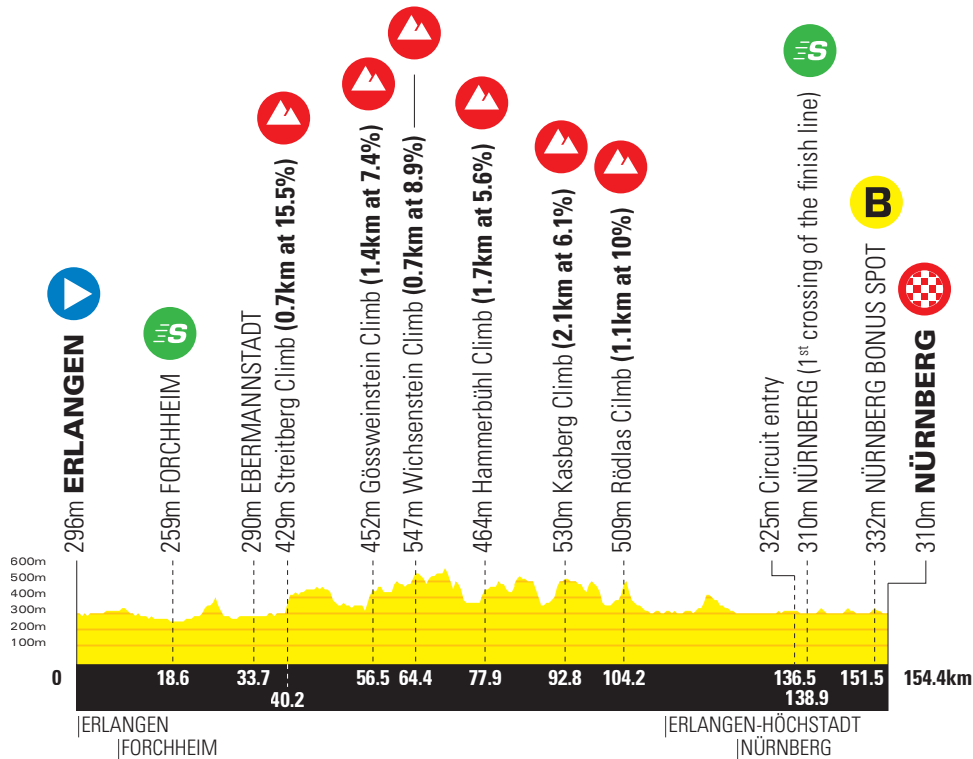 296m ERLANGEN
S
259m FORCHHEIM
290m EBERMANNSTADT
429m Streitberg Climb (0.7km at 15.5%)
452m Gössweinstein Climb (1.4km at 7.4%)
547m Wichsenstein Climb (0.7km at 8.9%)
464m Hammerbühl Climb (1.7km at 5.6%)
530m Kasberg Climb (2.1km at 6.1%)
509m Rödlas Cilmb (1.1km at 10%)
325m Circuit entry
S
310m NÜRNBERG (1st crossing of the finish line)
B
332m NÜRNBERG BONUS SPOT
310m NÜRNBERG
600m
500m
400m
300m
200m
100m
0 18.6 33.7 40.2 56.5 64.4 77.9 92.8 104.2 136.5 138.9 151.5 154.4km
|ERLANGEN
|FORCHHEIM
|ERLANGEN-HÖCHSTADT
|NÜRNBERG